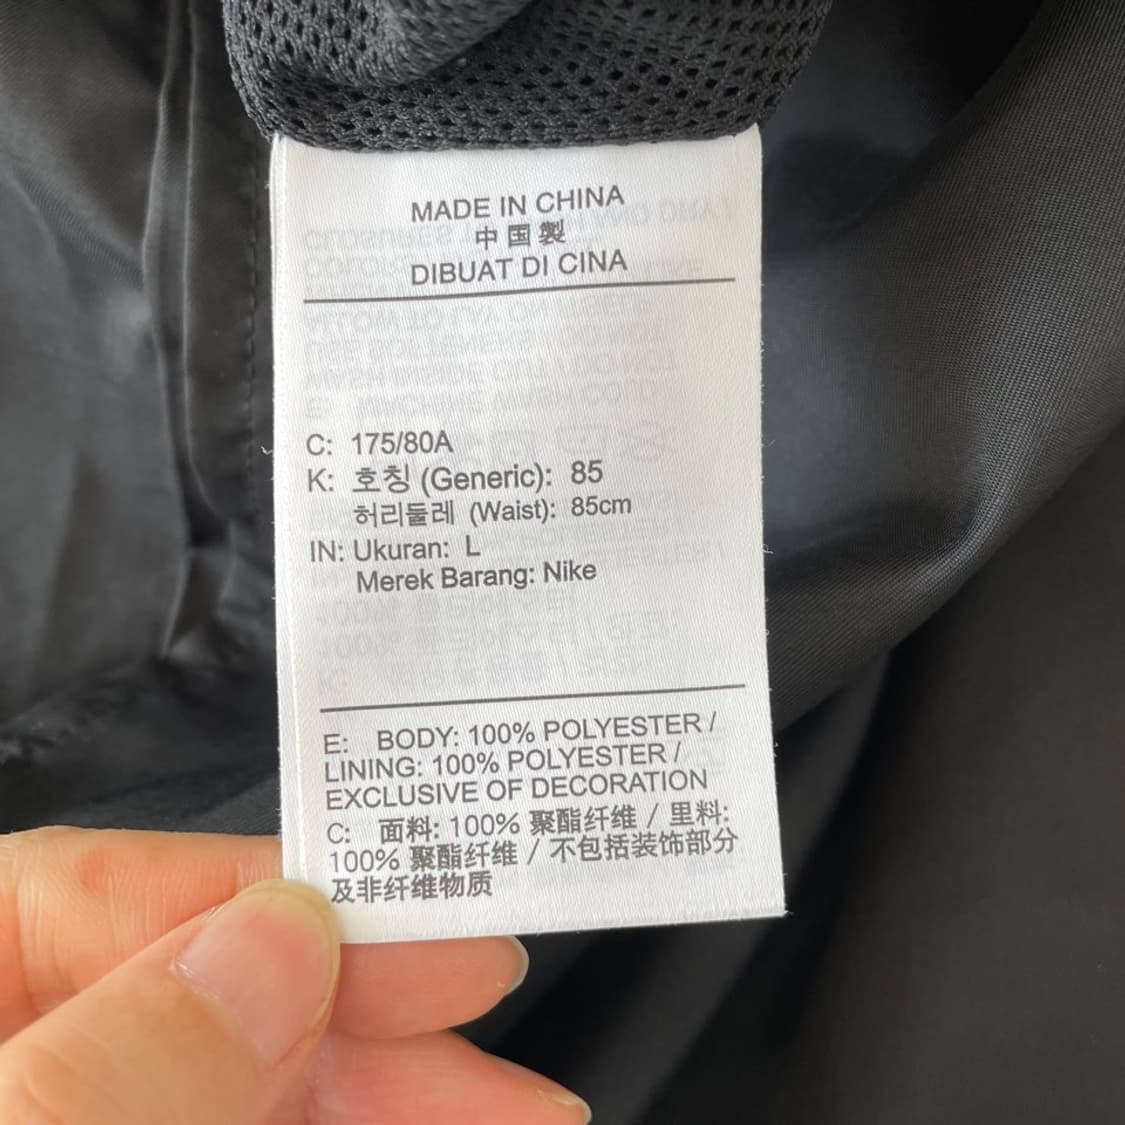 MADE IN CHINA
中国製
DIBUAT DI CINA
C: 175/80A
K: 호칭 (Generic): 85
허리둘레 (Waist): 85cm
IN: Ukuran: L
Merek Barang: Nike
E: BODY: 100% POLYESTER /
LINING: 100% POLYESTER /
EXCLUSIVE OF DECORATION
C: 面料: 100% 聚酯纤维 / 里料:
100% 聚酯纤维 / 不包括装饰部分
及非纤维物质